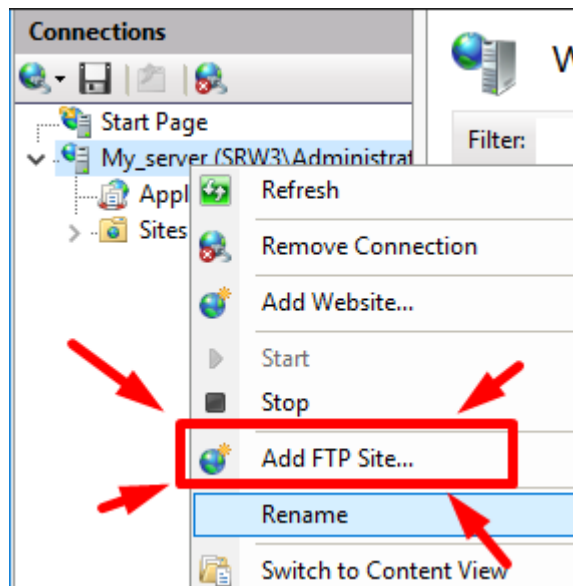 Connections
Start Page
My_server (SRW3\Administrat
Appl
Sites
Filter:
Refresh
Remove Connection
Add Website...
Start
Stop
Add FTP Site...
Rename
Switch to Content View